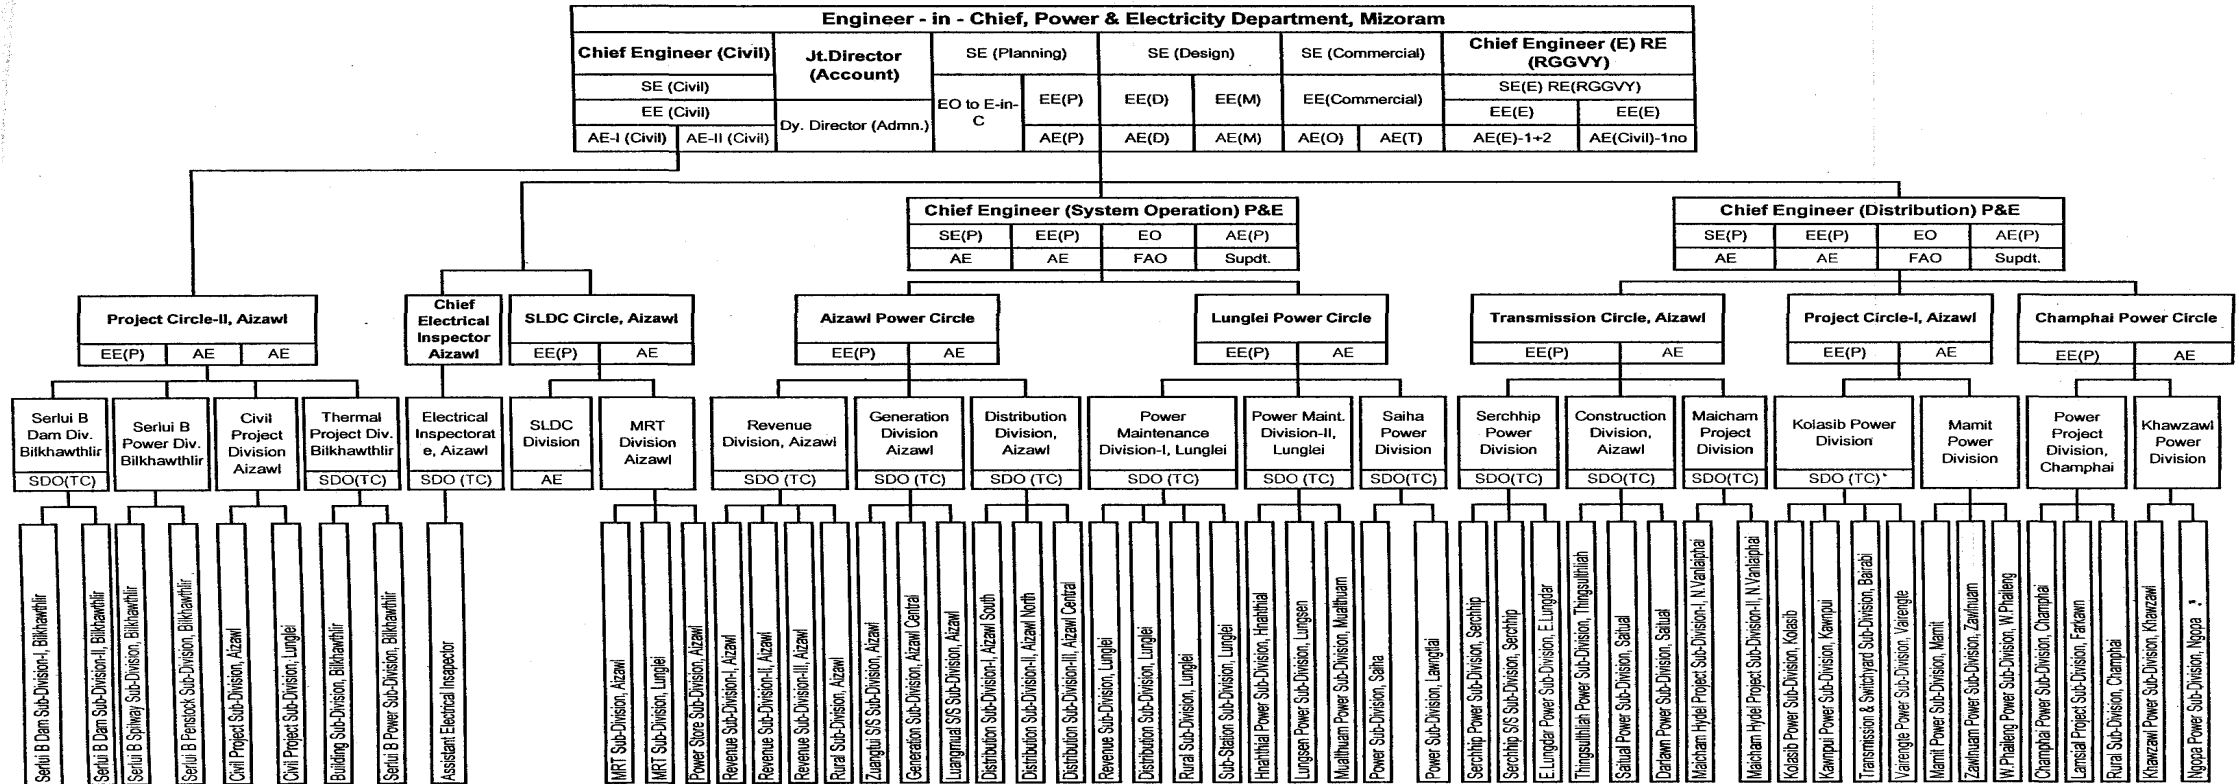 Engineer - in - Chief, Power & Electricity Department, Mizoram
Chief Engineer (Civil)
SE (Civil)
EE (Civil)
AE-I (Civil)
AE-II (Civil)
Jt.Director
(Account)
Dy. Director (Admn.)
SE (Planning)
EO to E-in-
C
EE(P)
AE(P)
SE (Design)
EE(D)
EE(M)
AE(D)
AE(M)
SE (Commercial)
EE(Commercial)
AE(O)
AE(T)
Chief Engineer (E) RE
(RGGVY)
SE(E) RE(RGGVY)
EE(E)
EE(E)
AE(E)-1+2
AE(Civil)-1no
Chief Engineer (System Operation) P&E
SE(P)
EE(P)
EO
AE(P)
AE
AE
FAO
Supdt.
Chief Engineer (Distribution) P&E
SE(P)
EE(P)
EO
AE(P)
AE
AE
FAO
Supdt.
Project Circle-II, Aizawl
EE(P)
AE
AE
Chief
Electrical
Inspector
Aizawl
SLDC Circle, Aizawl
EE(P)
AE
Aizawl Power Circle
EE(P)
AE
Lunglei Power Circle
EE(P)
AE
Transmission Circle, Aizawl
EE(P)
AE
Project Circle-I, Aizawl
EE(P)
AE
Champhai Power Circle
EE(P)
AE
Serlui B
Dam Div.
Bilkhawthlir
SDO(TC)
Serlui B
Power Div.
Bilkhawthlir
Civil
Project
Division
Aizawl
Thermal
Project Div.
Bilkhawthlir
SDO(TC)
Electrical
Inspectorat
e, Aizawl
SDO (TC)
SLDC
Division
AE
MRT
Division
Aizawl
Revenue
Division, Aizawl
SDO (TC)
Generation
Division
Aizawl
SDO (TC)
Distribution
Division,
Aizawl
SDO (TC)
Power
Maintenance
Division-I, Lunglei
SDO (TC)
Power Maint.
Division-II,
Lunglei
SDO (TC)
Saiha
Power
Division
SDO(TC)
Serchhip
Power
Division
SDO(TC)
Construction
Division,
Aizawl
SDO(TC)
Maicham
Project
Division
SDO(TC)
Kolasib Power
Division
SDO (TC)
Mamit
Power
Division
Power
Project
Division,
Champhai
Khawzawl
Power
Division
Serlui B Dam Sub-Division-I, Bilkhawthlir
Serlui B Dam Sub-Division-II, Bilkhawthlir
Serlui B Spilway Sub-Division, Bilkhawthlir
Serlui B Penstock Sub-Division, Bilkhawthlir
Civil Project Sub-Division, Aizawl
Civil Project Sub-Division, Lunglei
Building Sub-Division, Bilkhawthlir
Serlui B Power Sub-Division, Bilkhawthlir
Assistant Electrical Inspector
MRT Sub-Division, Aizawl
MRT Sub-Division, Lunglei
Power Store Sub-Division, Aizawl
Revenue Sub-Division-I, Aizawl
Revenue Sub-Division-II, Aizawl
Revenue Sub-Division-III, Aizawl
Rural Sub-Division, Aizawl
Zuangtui S/S Sub-Division, Aizawl
Generation Sub-Division, Aizawl Central
Luangmual S/S Sub-Division, Aizawl
Distribution Sub-Division-I, Aizawl South
Distribution Sub-Division-II, Aizawl North
Distribution Sub-Division-III, Aizawl Central
Revenue Sub-Division, Lunglei
Distribution Sub-Division, Lunglei
Rural Sub-Division, Lunglei
Sub-Station Sub-Division, Lunglei
Hnahthial Power Sub-Division, Hnahthial
Lungsen Power Sub-Division, Lungsen
Mualthuam Power Sub-Division, Mualthuam
Power Sub-Division, Saiha
Power Sub-Division, Lawngtlai
Serchhip Power Sub-Division, Serchhip
Serchhip S/S Sub-Division, Serchhip
E.Lungdar Power Sub-Division, E.Lungdar
Thingsulthliah Power Sub-Division, Thingsulthliah
Saitual Power Sub-Division, Saitual
Darlawn Power Sub-Division, Saitual
Maicham Hydel Project Sub-Division-I, N.Vanlaiphai
Maicham Hydel Project Sub-Division-II, N.Vanlaiphai
Kolasib Power Sub-Division, Kolasib
Kawnpui Power Sub-Division, Kawnpui
Transmission & Switchyard Sub-Division, Bairabi
Vairengte Power Sub-Division, Vairengte
Mamit Power Sub-Division, Mamit
Zawlnuam Power Sub-Division, Zawlnuam
W.Phaileng Power Sub-Division, W.Phaileng
Champhai Power Sub-Division, Champhai
Lamsial Project Sub-Division, Farkawn
Rural Sub-Division, Champhai
Khawzawl Power Sub-Division, Khawzawl
Ngopa Power Sub-Division, Ngopa